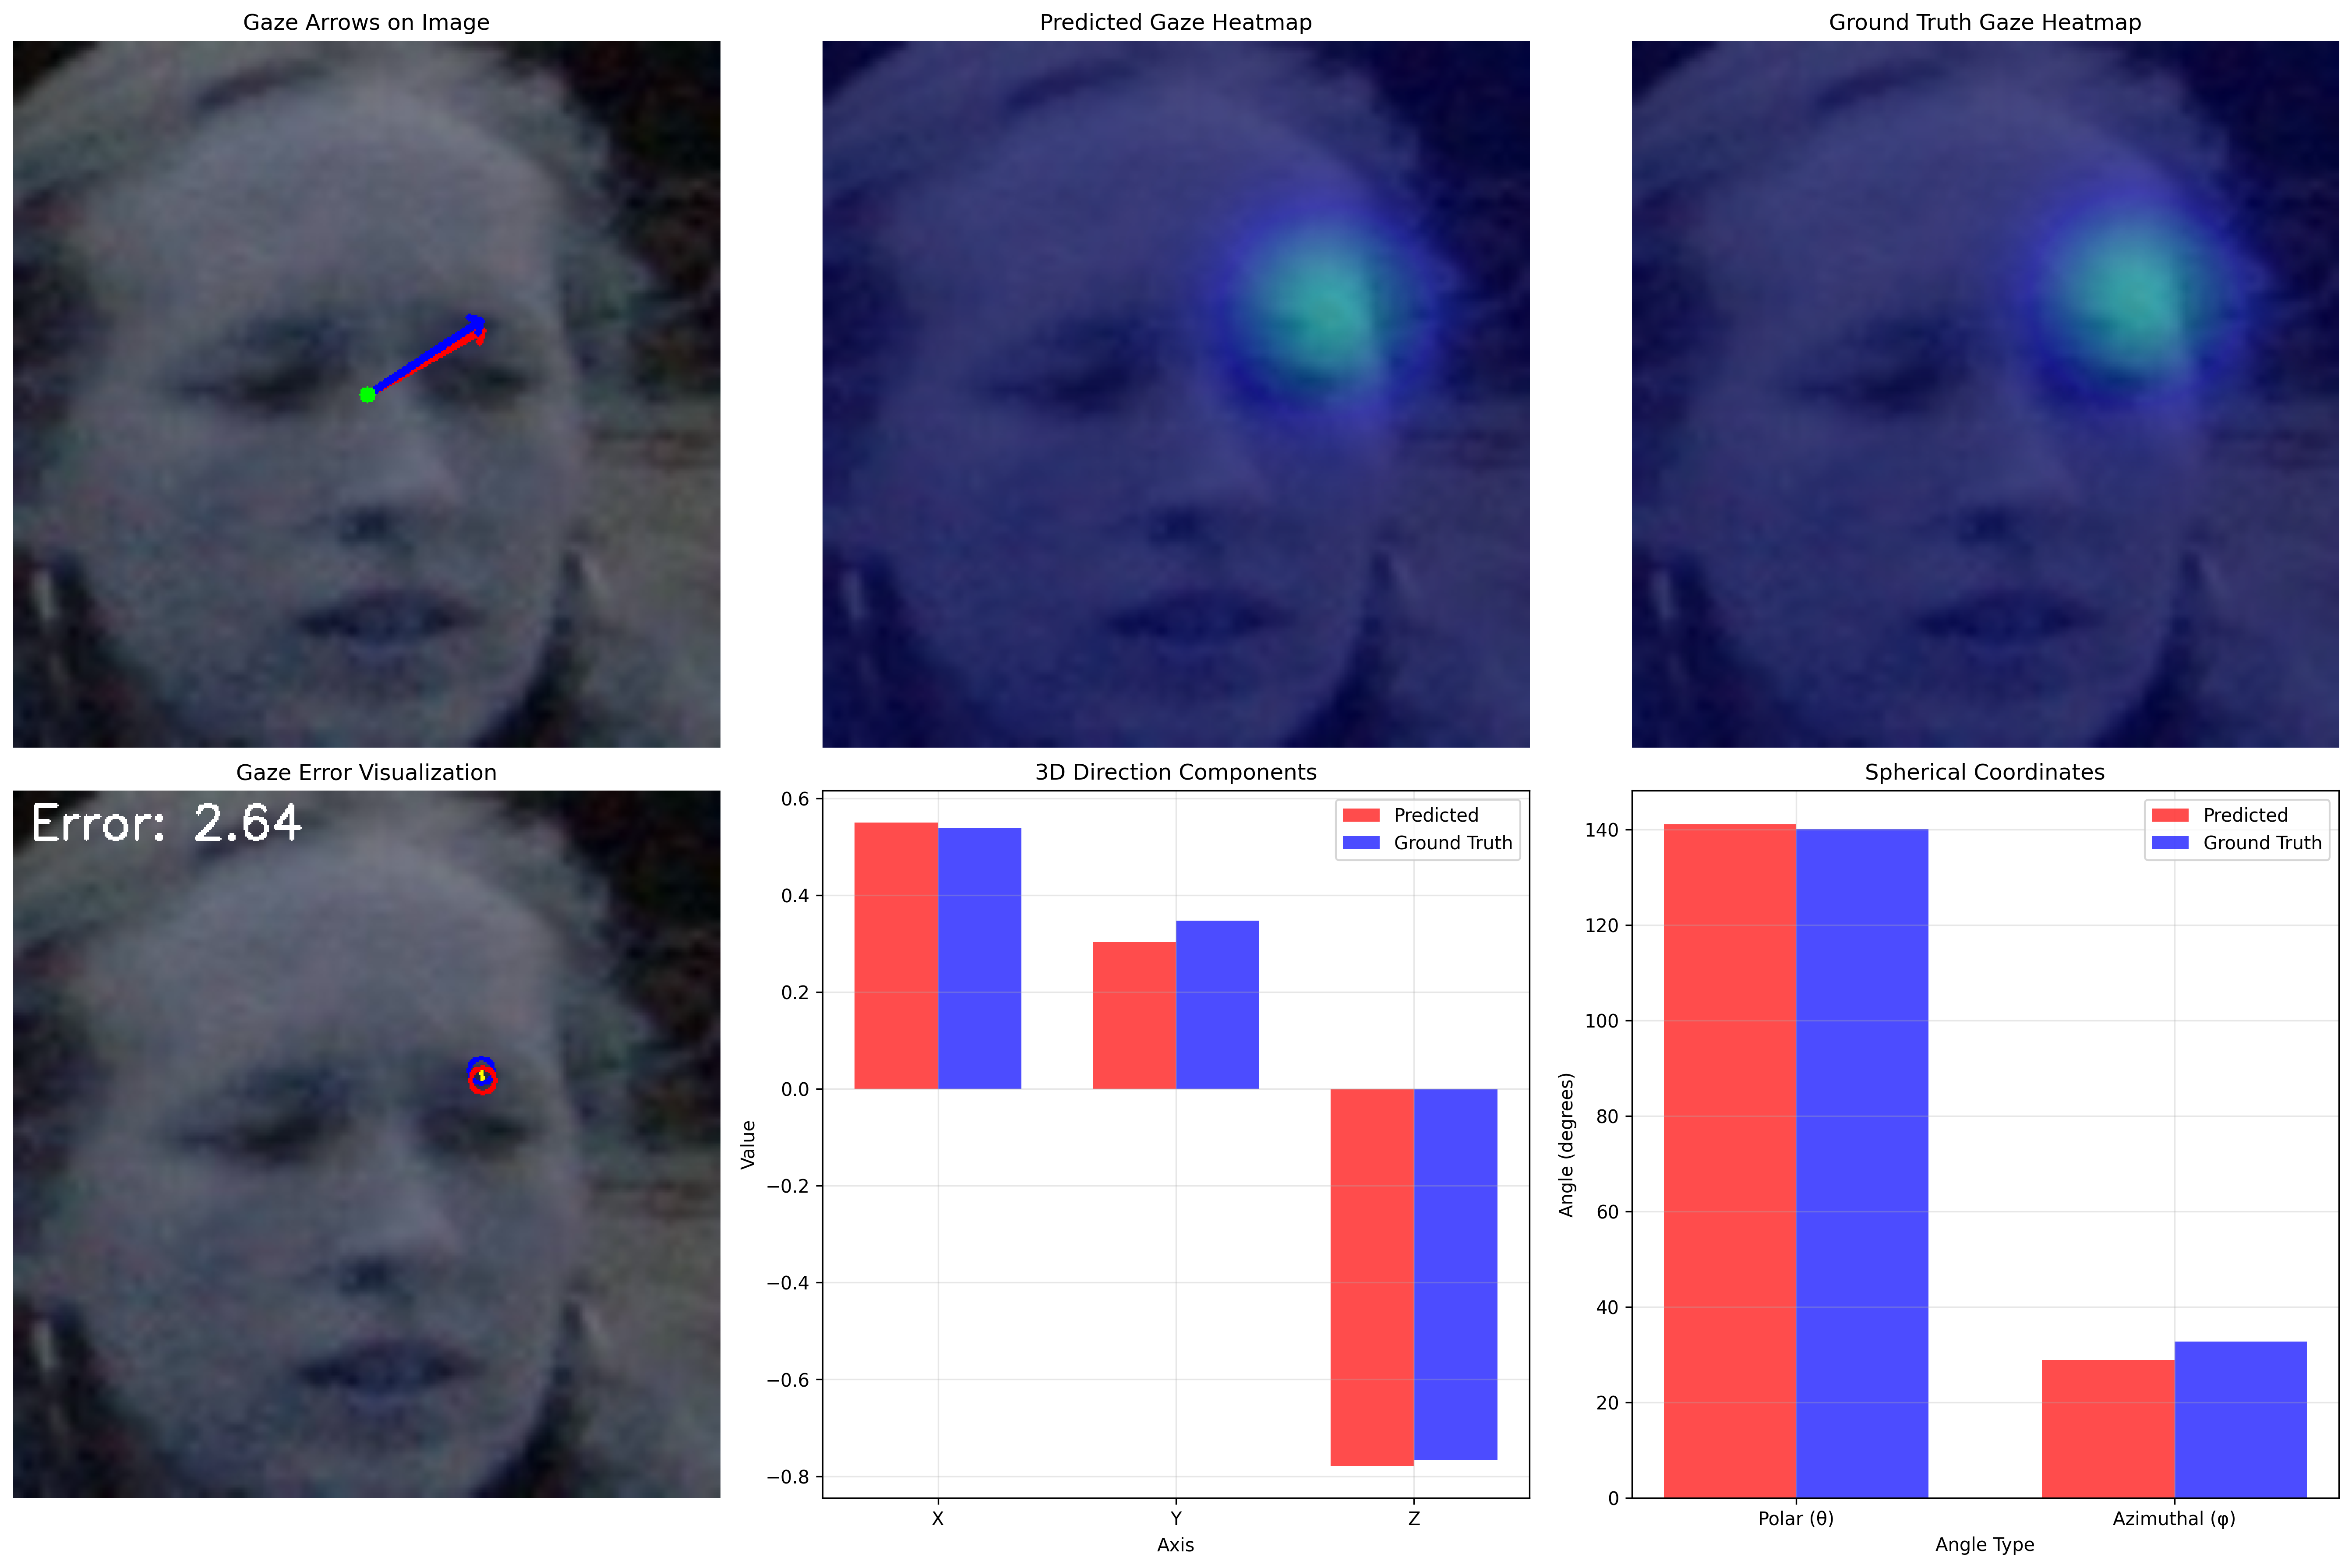 Gaze Arrows on Image
Predicted Gaze Heatmap
Ground Truth Gaze Heatmap
Gaze Error Visualization
Error: 2.64
3D Direction Components
Predicted
Ground Truth
0.6
0.4
0.2
0.0
−0.2
−0.4
−0.6
−0.8
Value
X
Y
Z
Axis
Spherical Coordinates
Predicted
Ground Truth
140
120
100
80
60
40
20
0
Angle (degrees)
Polar (θ)
Azimuthal (φ)
Angle Type